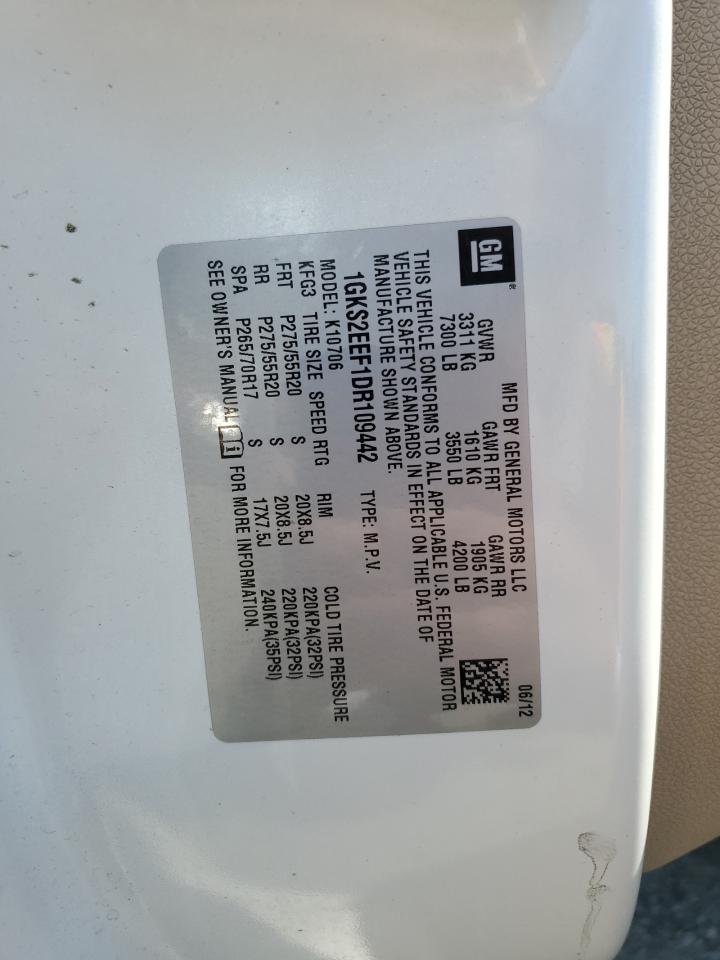 GM ®
MFD BY GENERAL MOTORS LLC 06/12
GVWR GAWR FRT GAWR RR
3311 KG 1610 KG 1905 KG
7300 LB 3550 LB 4200 LB
THIS VEHICLE CONFORMS TO ALL APPLICABLE U.S. FEDERAL MOTOR
VEHICLE SAFETY STANDARDS IN EFFECT ON THE DATE OF
MANUFACTURE SHOWN ABOVE.
1GKS2EEF1DR109442 TYPE: M.P.V.
MODEL: K10706
KFG3 TIRE SIZE SPEED RTG RIM COLD TIRE PRESSURE
FRT P275/55R20 S 20X8.5J 220KPA(32PSI)
RR P275/55R20 S 20X8.5J 220KPA(32PSI)
SPA P265/70R17 S 17X7.5J 240KPA(35PSI)
SEE OWNER'S MANUAL i FOR MORE INFORMATION.